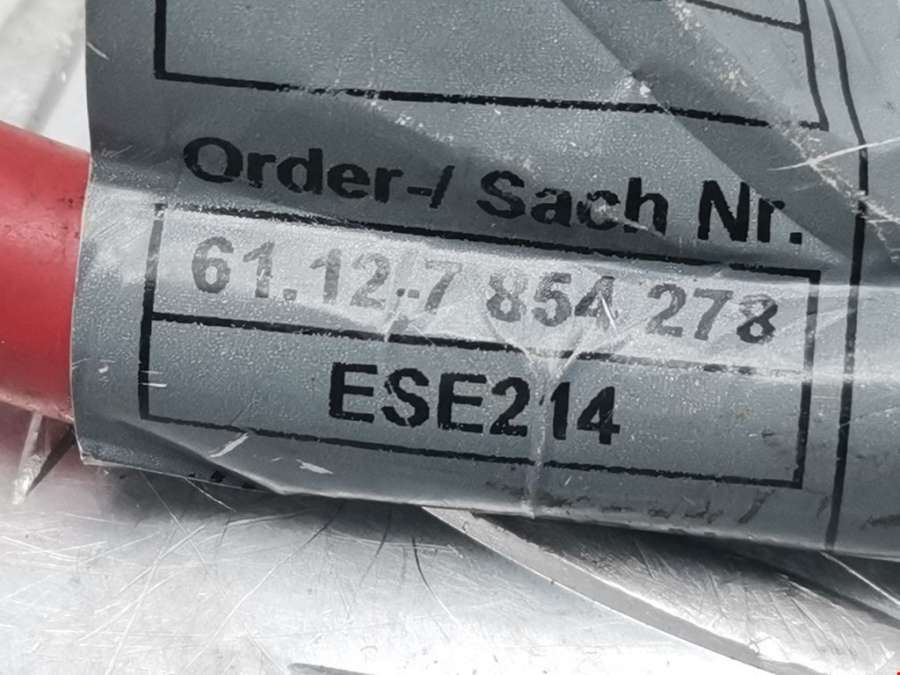 Order-/ Sach Nr.
61.12-7 854 278
ESE214